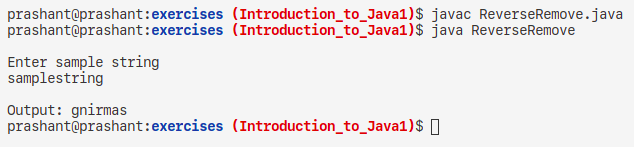 prashant@prashant:exercises (Introduction_to_Java1)$ javac ReverseRemove.java
prashant@prashant:exercises (Introduction_to_Java1)$ java ReverseRemove
Enter sample string
samplestring
Output: gnirmas
prashant@prashant:exercises (Introduction_to_Java1)$